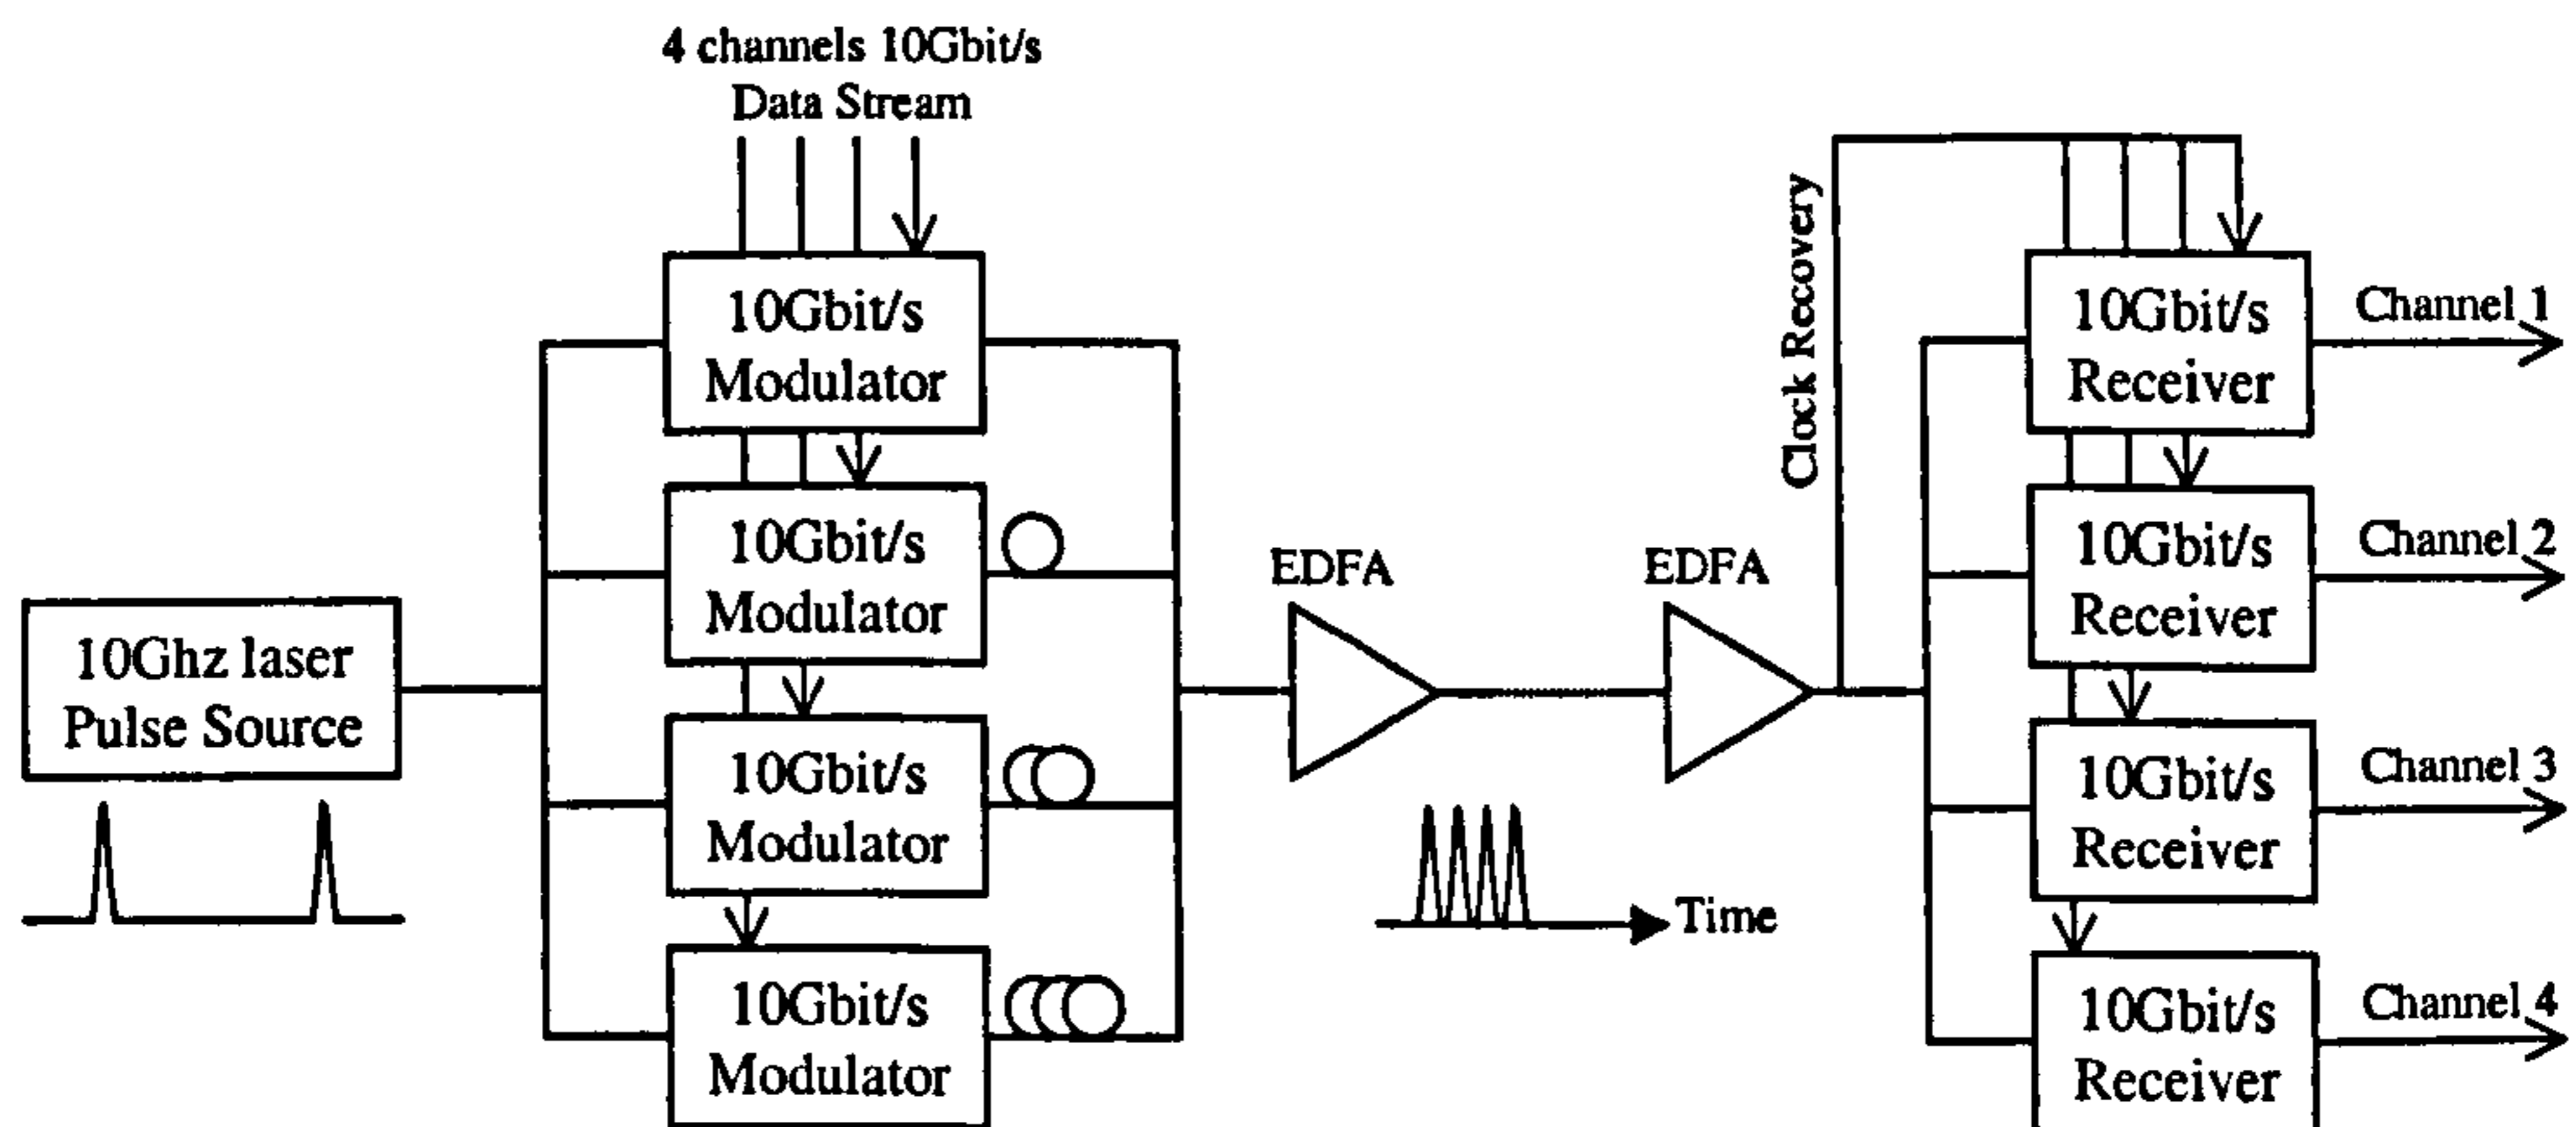 4 channels 10Gbit/s
Data Stream
10Ghz laser
Pulse Source
10Gbit/s
Modulator
10Gbit/s
Modulator
10Gbit/s
Modulator
10Gbit/s
Modulator
EDFA
EDFA
Time
Clock Recovery
10Gbit/s
Receiver
Channel 1
10Gbit/s
Receiver
Channel 2
10Gbit/s
Receiver
Channel 3
10Gbit/s
Receiver
Channel 4